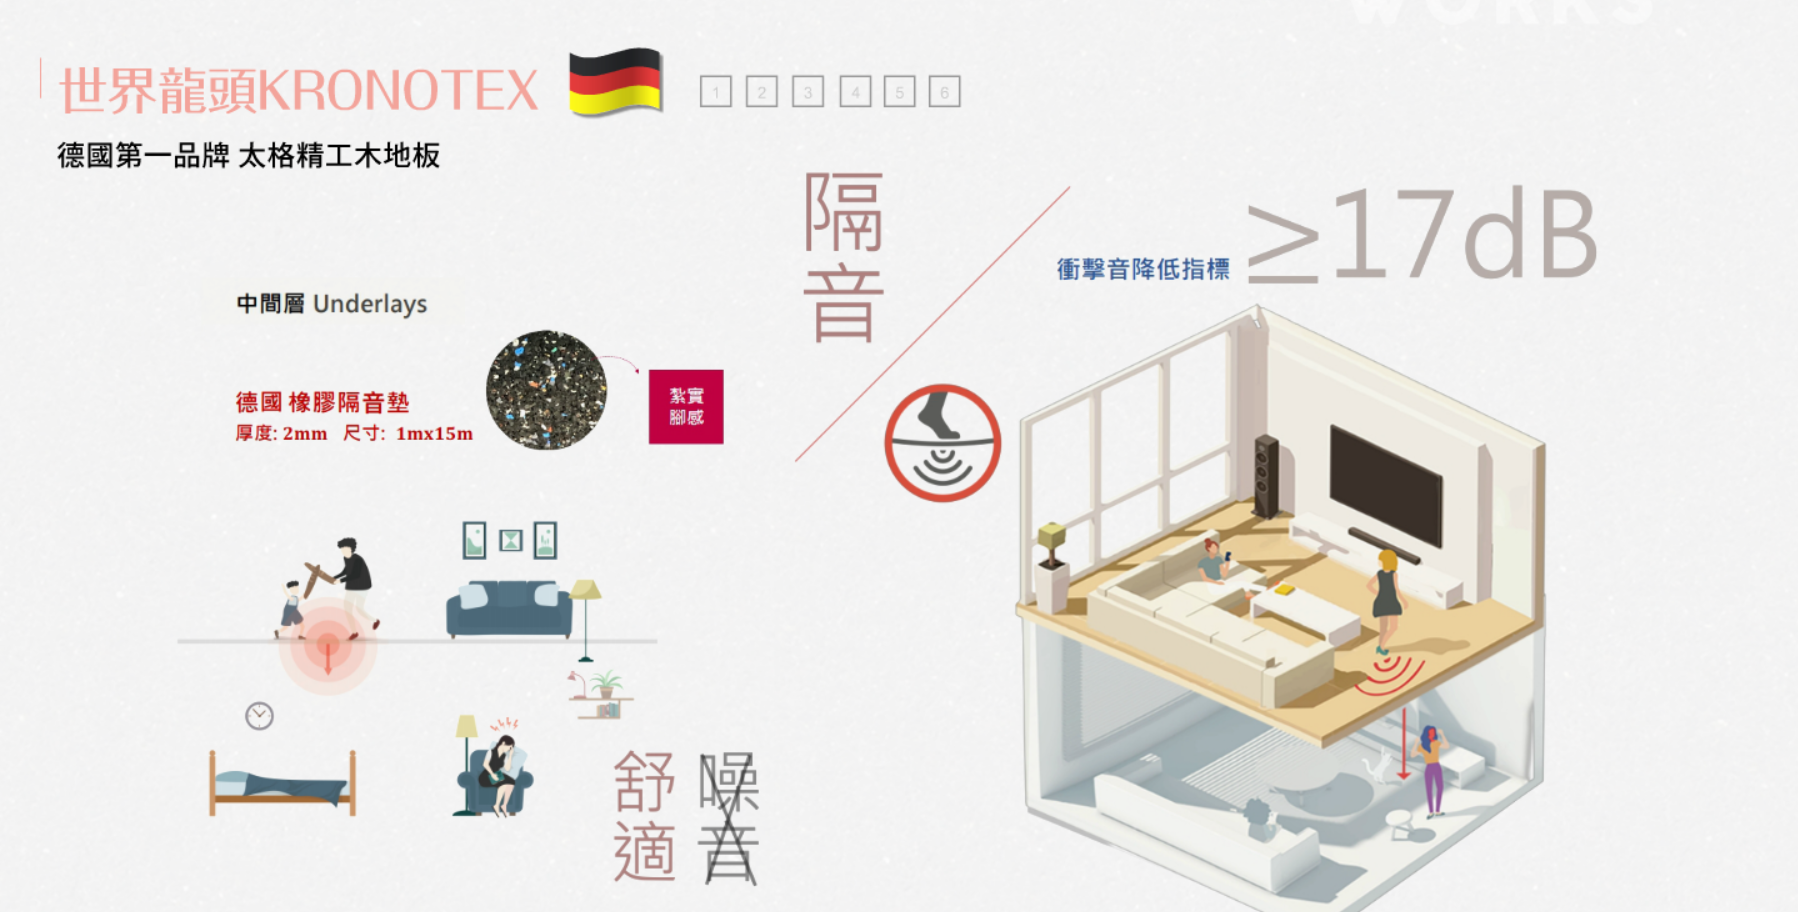 WORKS
世界龍頭KRONOTEX
1 2 3 4 5 6
德國第一品牌 太格精工木地板
隔音
衝擊音降低指標 ≥17dB
中間層 Underlays
德國 橡膠隔音墊
厚度: 2mm 尺寸: 1mx15m
紮實
腳感
舒適
噪音